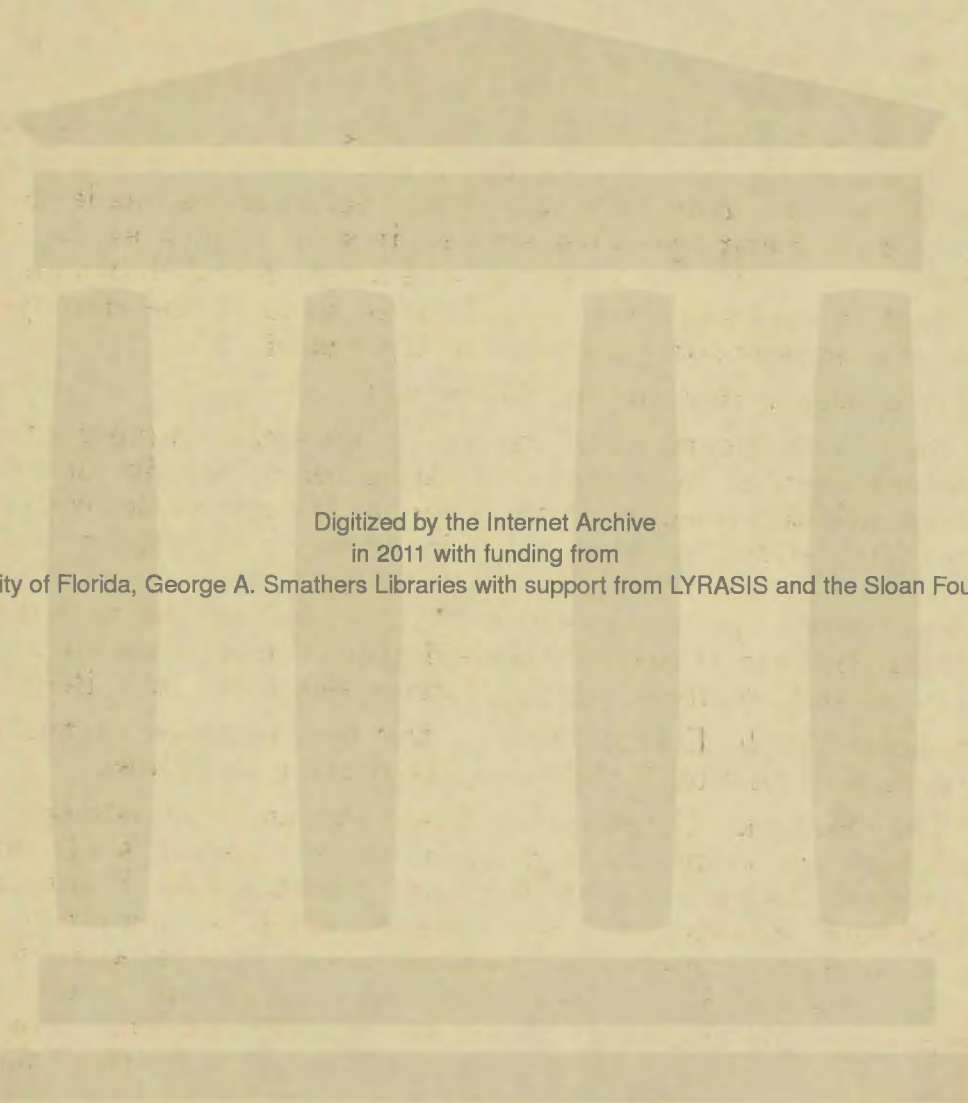 Digitized by the Internet Archive
in 2011 with funding from
ity of Florida, George A. Smathers Libraries with support from LYRASIS and the Sloan Fou